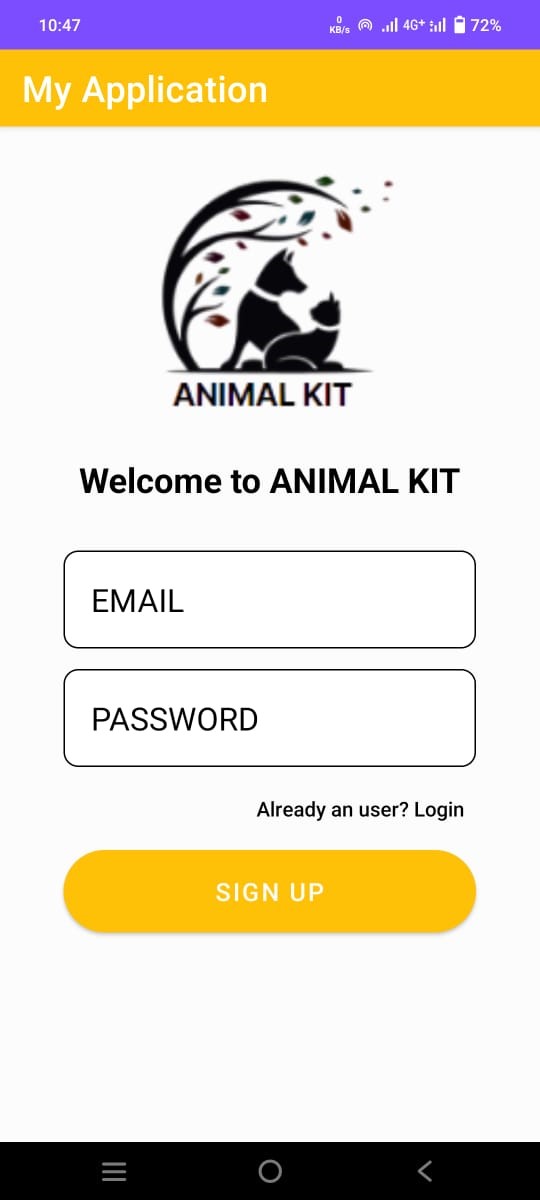 10:47
0
KB/s
4G+
72%
My Application
ANIMAL KIT
Welcome to ANIMAL KIT
EMAIL
PASSWORD
Already an user? Login
SIGN UP